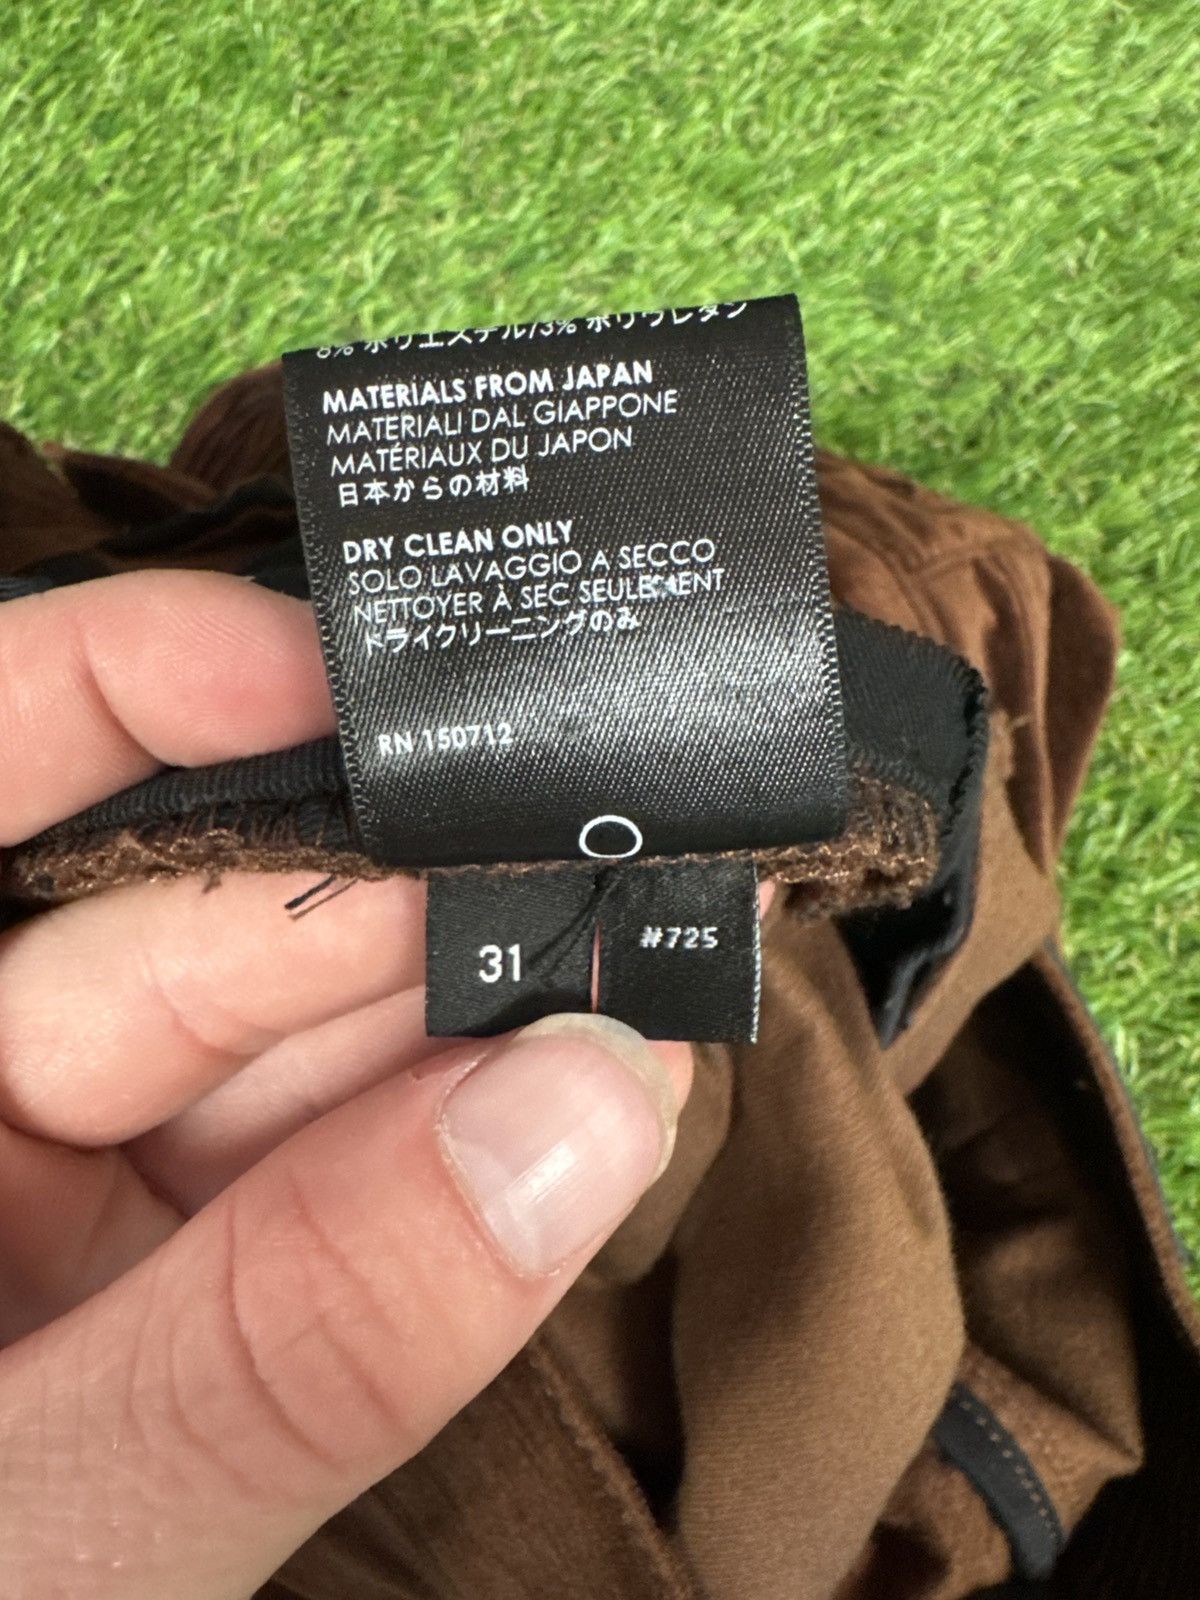 6% ポリエステル/3% ポリウレタン
MATERIALS FROM JAPAN
MATERIALI DAL GIAPPONE
MATÉRIAUX DU JAPON
日本からの材料
DRY CLEAN ONLY
SOLO LAVAGGIO A SECCO
NETTOYER À SEC SEULEMENT
ドライクリーニングのみ
RN 150712
31
#725